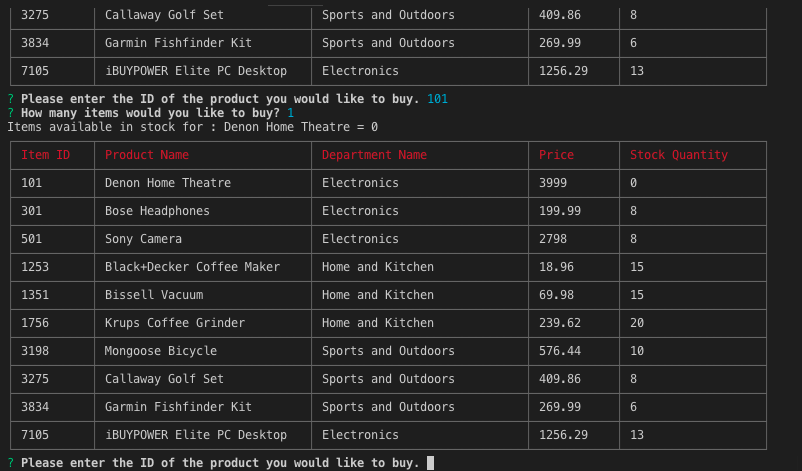 3275 Callaway Golf Set Sports and Outdoors 409.86 8
3834 Garmin Fishfinder Kit Sports and Outdoors 269.99 6
7105 iBUYPOWER Elite PC Desktop Electronics 1256.29 13
? Please enter the ID of the product you would like to buy. 101
? How many items would you like to buy? 1
Items available in stock for : Denon Home Theatre = 0
Item ID Product Name Department Name Price Stock Quantity
101 Denon Home Theatre Electronics 3999 0
301 Bose Headphones Electronics 199.99 8
501 Sony Camera Electronics 2798 8
1253 Black+Decker Coffee Maker Home and Kitchen 18.96 15
1351 Bissell Vacuum Home and Kitchen 69.98 15
1756 Krups Coffee Grinder Home and Kitchen 239.62 20
3198 Mongoose Bicycle Sports and Outdoors 576.44 10
3275 Callaway Golf Set Sports and Outdoors 409.86 8
3834 Garmin Fishfinder Kit Sports and Outdoors 269.99 6
7105 iBUYPOWER Elite PC Desktop Electronics 1256.29 13
? Please enter the ID of the product you would like to buy.